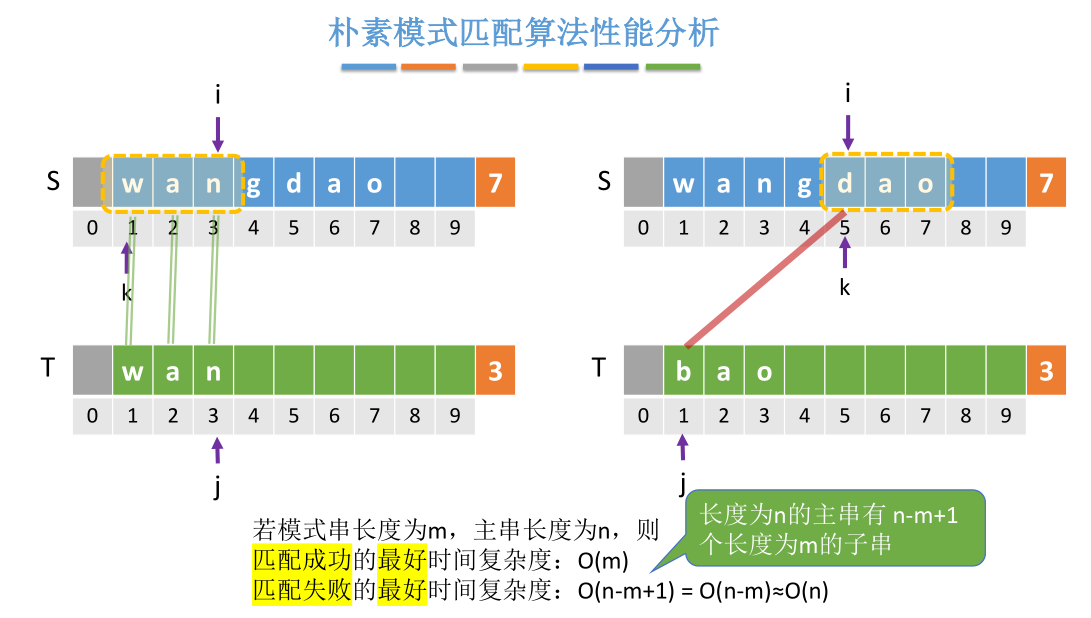 朴素模式匹配算法性能分析
i
S w a n g d a o 7
0 1 2 3 4 5 6 7 8 9
k
T w a n 3
0 1 2 3 4 5 6 7 8 9
j
i
S w a n g d a o 7
0 1 2 3 4 5 6 7 8 9
k
T b a o 3
0 1 2 3 4 5 6 7 8 9
j
长度为n的主串有 n-m+1
个长度为m的子串
若模式串长度为m，主串长度为n，则
匹配成功的最好时间复杂度：O(m)
匹配失败的最好时间复杂度：O(n-m+1) = O(n-m)≈O(n)